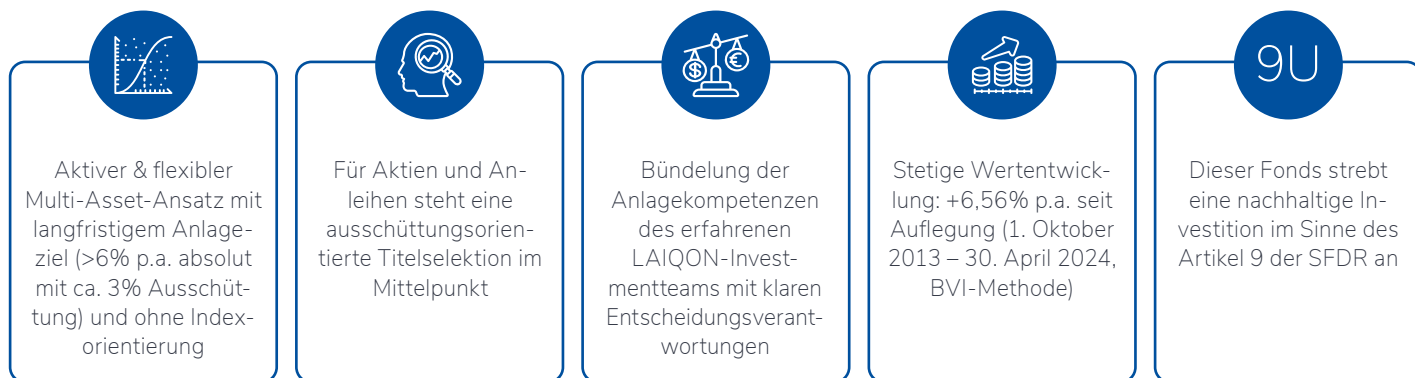 9U
Aktiver & flexibler
Multi-Asset-Ansatz mit
langfristigem Anlage-
ziel (>6% p.a. absolut
mit ca. 3% Ausschüt-
tung) und ohne Index-
orientierung
Für Aktien und An-
leihen steht eine
ausschüttungsorien-
tierte Titelselektion im
Mittelpunkt
Bündelung der
Anlagekompetenzen
des erfahrenen
LAIQON-Invest-
mentteams mit klaren
Entscheidungsverant-
wortungen
Stetige Wertentwick-
lung: +6,56% p.a. seit
Auflegung (1. Oktober
2013 – 30. April 2024,
BVI-Methode)
Dieser Fonds strebt
eine nachhaltige In-
vestition im Sinne des
Artikel 9 der SFDR an